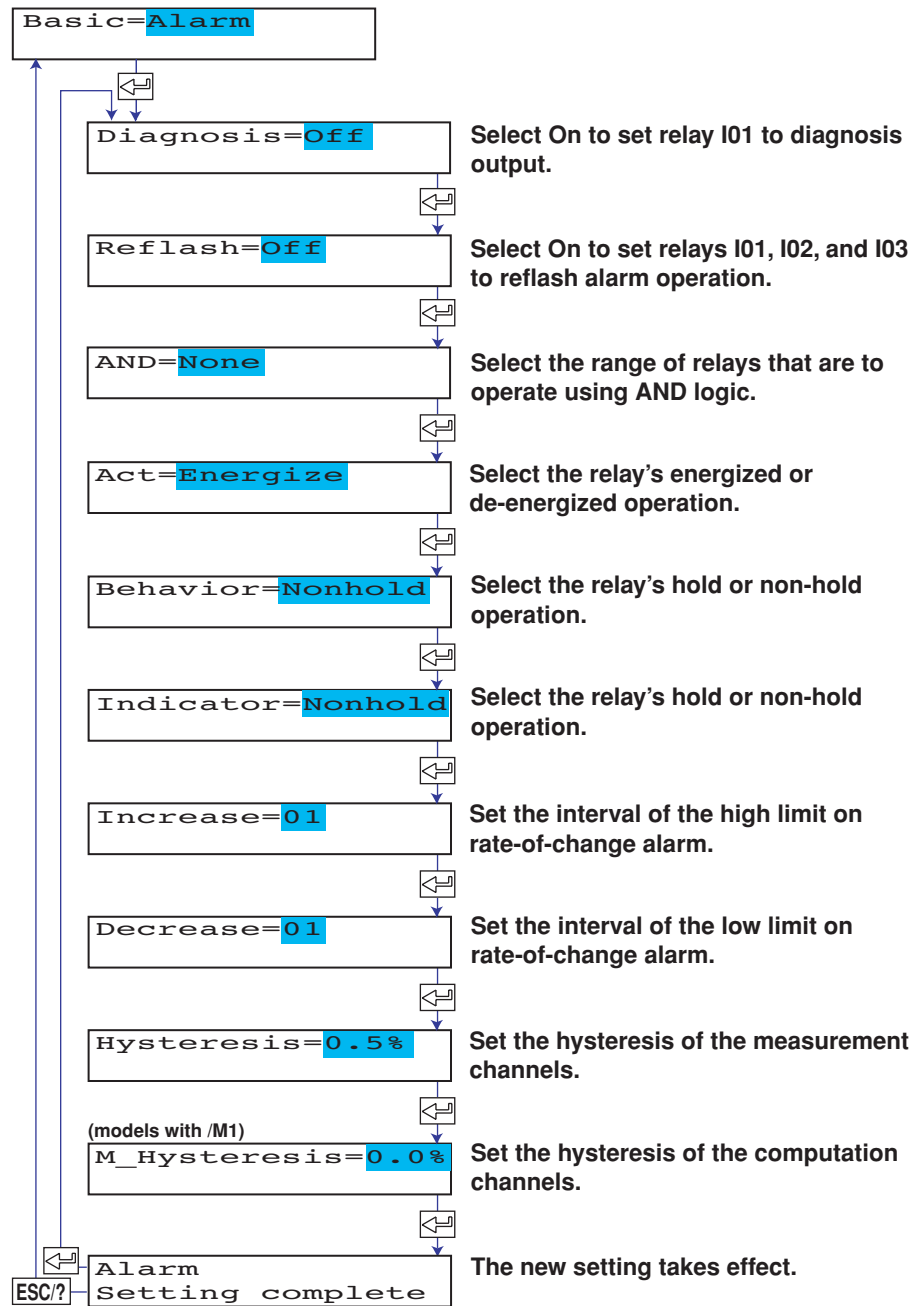 Basic=Alarm
Diagnosis=Off
Select On to set relay I01 to diagnosis
output.
Reflash=Off
Select On to set relays I01, I02, and I03
to reflash alarm operation.
AND=None
Select the range of relays that are to
operate using AND logic.
Act=Energize
Select the relay’s energized or
de-energized operation.
Behavior=Nonhold
Select the relay’s hold or non-hold
operation.
Indicator=Nonhold
Select the relay’s hold or non-hold
operation.
Increase=01
Set the interval of the high limit on
rate-of-change alarm.
Decrease=01
Set the interval of the low limit on
rate-of-change alarm.
Hysteresis=0.5%
Set the hysteresis of the measurement
channels.
(models with /M1)
M_Hysteresis=0.0%
Set the hysteresis of the computation
channels.
Alarm
Setting complete
The new setting takes effect.
ESC/?